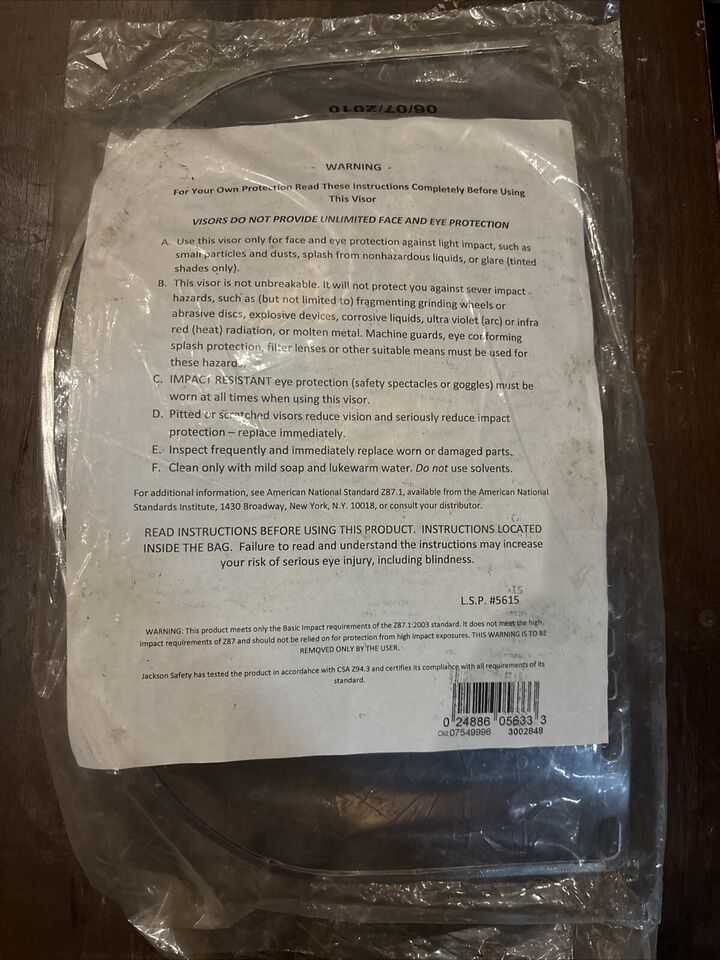 06/07/2010
- WARNING -
For Your Own Protection Read These Instructions Completely Before Using
This Visor
VISORS DO NOT PROVIDE UNLIMITED FACE AND EYE PROTECTION
A. Use this visor only for face and eye protection against light impact, such as
small particles and dusts, splash from nonhazardous liquids, or glare (tinted
shades only).
B. This visor is not unbreakable. It will not protect you against sever impact
hazards, such as (but not limited to) fragmenting grinding wheels or
abrasive discs, explosive devices, corrosive liquids, ultra violet (arc) or infra
red (heat) radiation, or molten metal. Machine guards, eye conforming
splash protection, filter lenses or other suitable means must be used for
these hazards.
C. IMPACT RESISTANT eye protection (safety spectacles or goggles) must be
worn at all times when using this visor.
D. Pitted or scratched visors reduce vision and seriously reduce impact
protection – replace immediately.
E. Inspect frequently and immediately replace worn or damaged parts.
F. Clean only with mild soap and lukewarm water. Do not use solvents.
For additional information, see American National Standard Z87.1, available from the American National
Standards Institute, 1430 Broadway, New York, N.Y. 10018, or consult your distributor.
READ INSTRUCTIONS BEFORE USING THIS PRODUCT. INSTRUCTIONS LOCATED
INSIDE THE BAG. Failure to read and understand the instructions may increase
your risk of serious eye injury, including blindness.
L.S.P. #5615
WARNING: This product meets only the Basic Impact requirements of the Z87.1-2003 standard. It does not meet the high
impact requirements of Z87 and should not be relied on for protection from high impact exposures. THIS WARNING IS TO BE
REMOVED ONLY BY THE USER.
Jackson Safety has tested the product in accordance with CSA Z94.3 and certifies its compliance with all requirements of its
standard.
0 24886 05633 3
Old 07549996 3002848